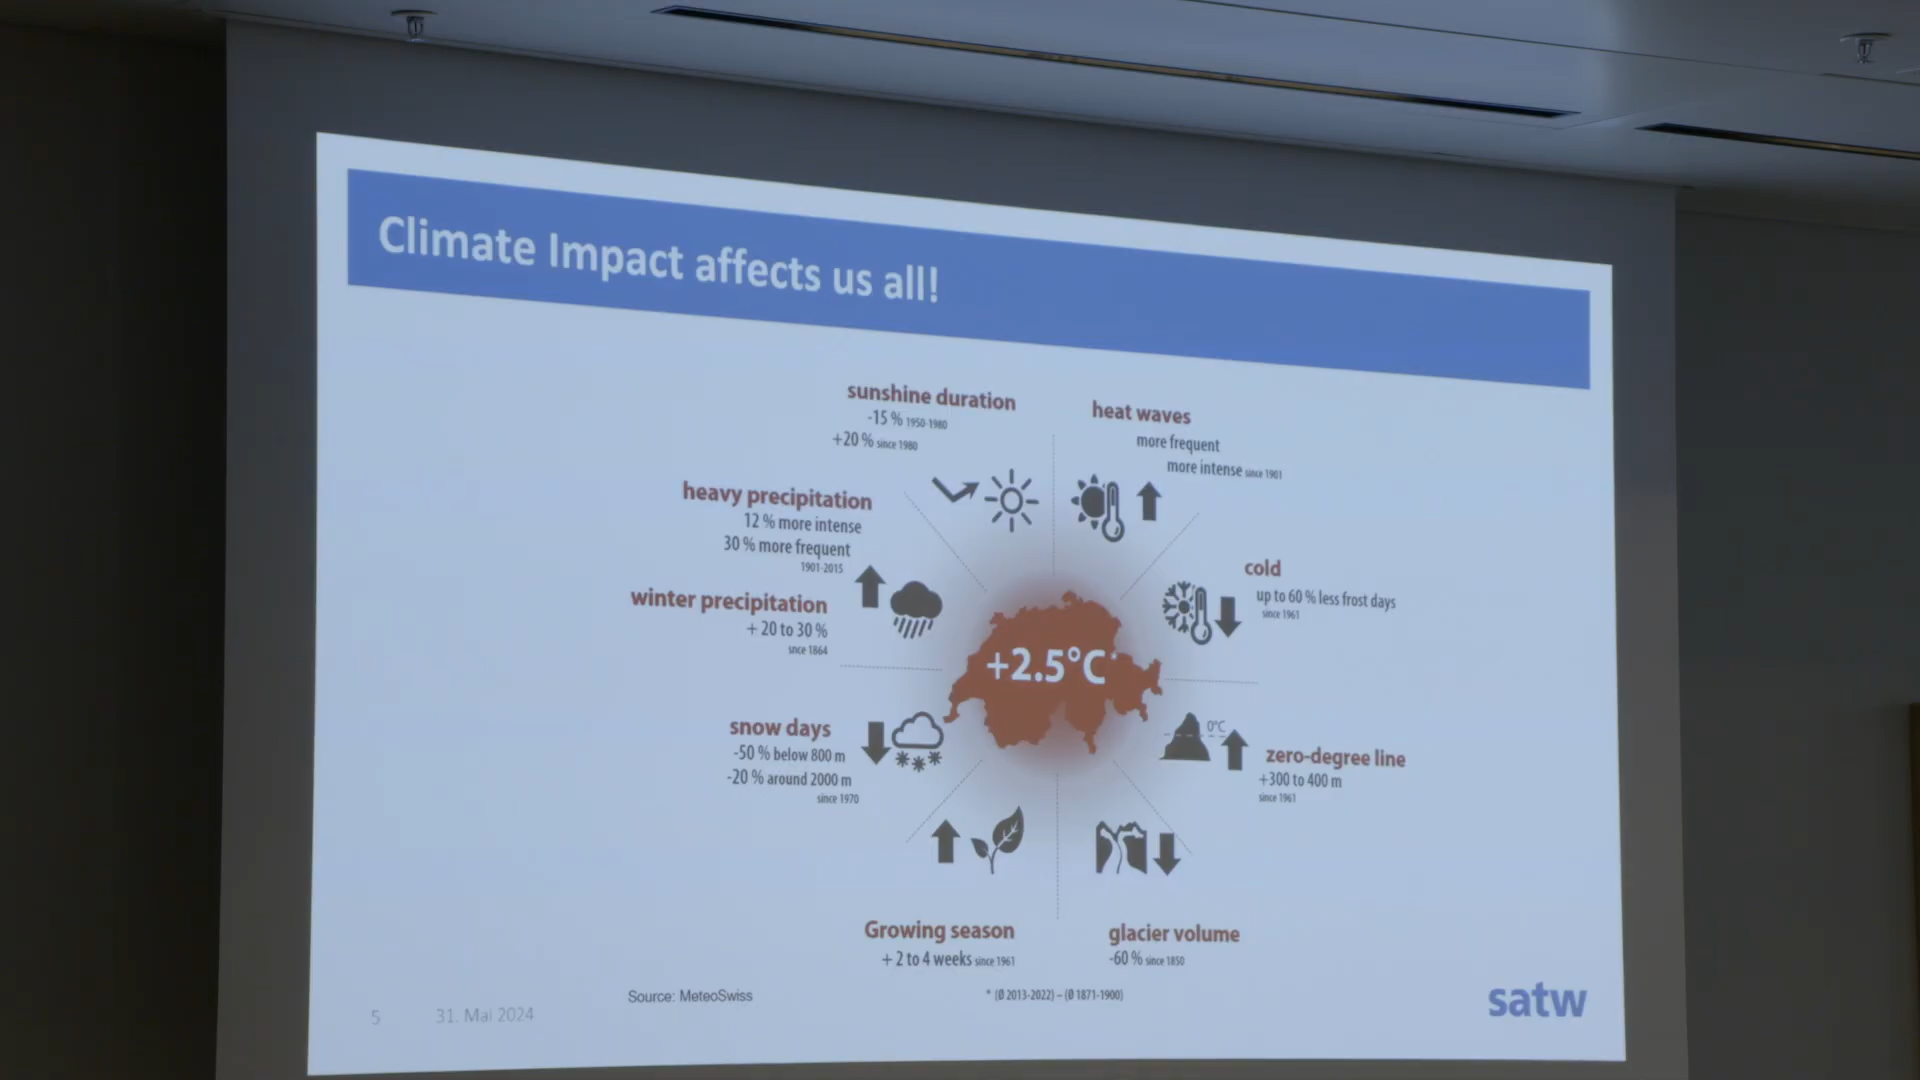 Climate Impact affects us all!
sunshine duration
-15 % 1950-1980
+20 % since 1980
heat waves
more frequent
more intense since 1901
heavy precipitation
12 % more intense
30 % more frequent
1901-2015
cold
up to 60 % less frost days
since 1961
winter precipitation
+ 20 to 30 %
snce 1864
+2.5°C*
snow days
-50 % below 800 m
-20 % around 2000 m
since 1970
0°C
zero-degree line
+300 to 400 m
since 1961
Growing season
+ 2 to 4 weeks since 1961
glacier volume
-60 % since 1850
Source: MeteoSwiss
* (Ø 2013-2022) – (Ø 1871-1900)
5
31. Mai 2024
satw